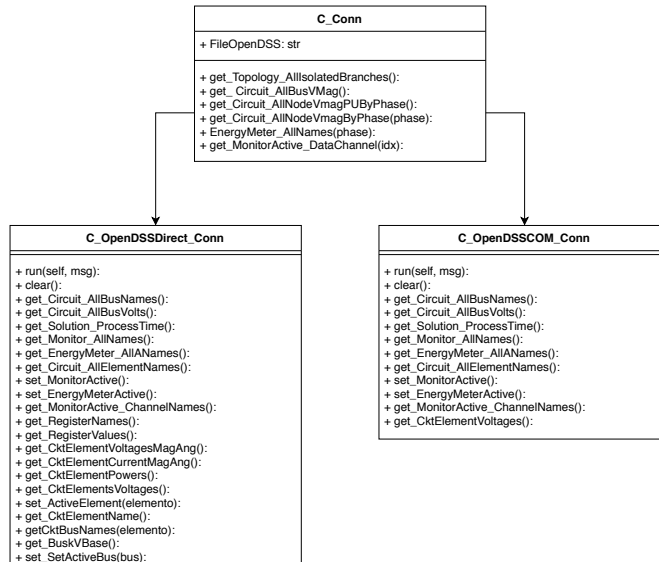 C_Conn
+ FileOpenDSS: str
+ get_Topology_AllIsolatedBranches():
+ get_ Circuit_AllBusVMag():
+ get_Circuit_AllNodeVmagPUByPhase():
+ get_Circuit_AllNodeVmagByPhase(phase):
EnergyMeter_AllNames(phase):
+ get_MonitorActive_DataChannel(idx):
C_OpenDSSDirect_Conn
+ run(self, msg):
+ clear():
+ get_Circuit_AllBusNames():
+ get_Circuit_AllBusVolts():
+ get_Solution_ProcessTime():
+ get_Monitor_AllNames():
+ get_EnergyMeter_AllANames():
+ get_Circuit_AllElementNames():
+ set_MonitorActive():
+ set_EnergyMeterActive():
+ get_MonitorActive_ChannelNames():
+ get_RegisterNames():
+ get_RegisterValues():
+ get_CktElementVoltagesMagAng():
+ get_CktElementCurrentMagAng():
+ get_CktElementPowers():
+ get_CktElementsVoltages():
+ set_ActiveElement(elemento):
+ get_CktElementName():
+ getCktBusNames(elemento):
+ get_BuskVBase():
+ set_SetActiveBus(bus):
C_OpenDSSCOM_Conn
+ run(self, msg):
+ clear():
+ get_Circuit_AllBusNames():
+ get_Circuit_AllBusVolts():
+ get_Solution_ProcessTime():
+ get_Monitor_AllNames():
+ get_EnergyMeter_AllANames():
+ get_Circuit_AllElementNames():
+ set_MonitorActive():
+ set_EnergyMeterActive():
+ get_MonitorActive_ChannelNames():
+ get_CktElementVoltages():